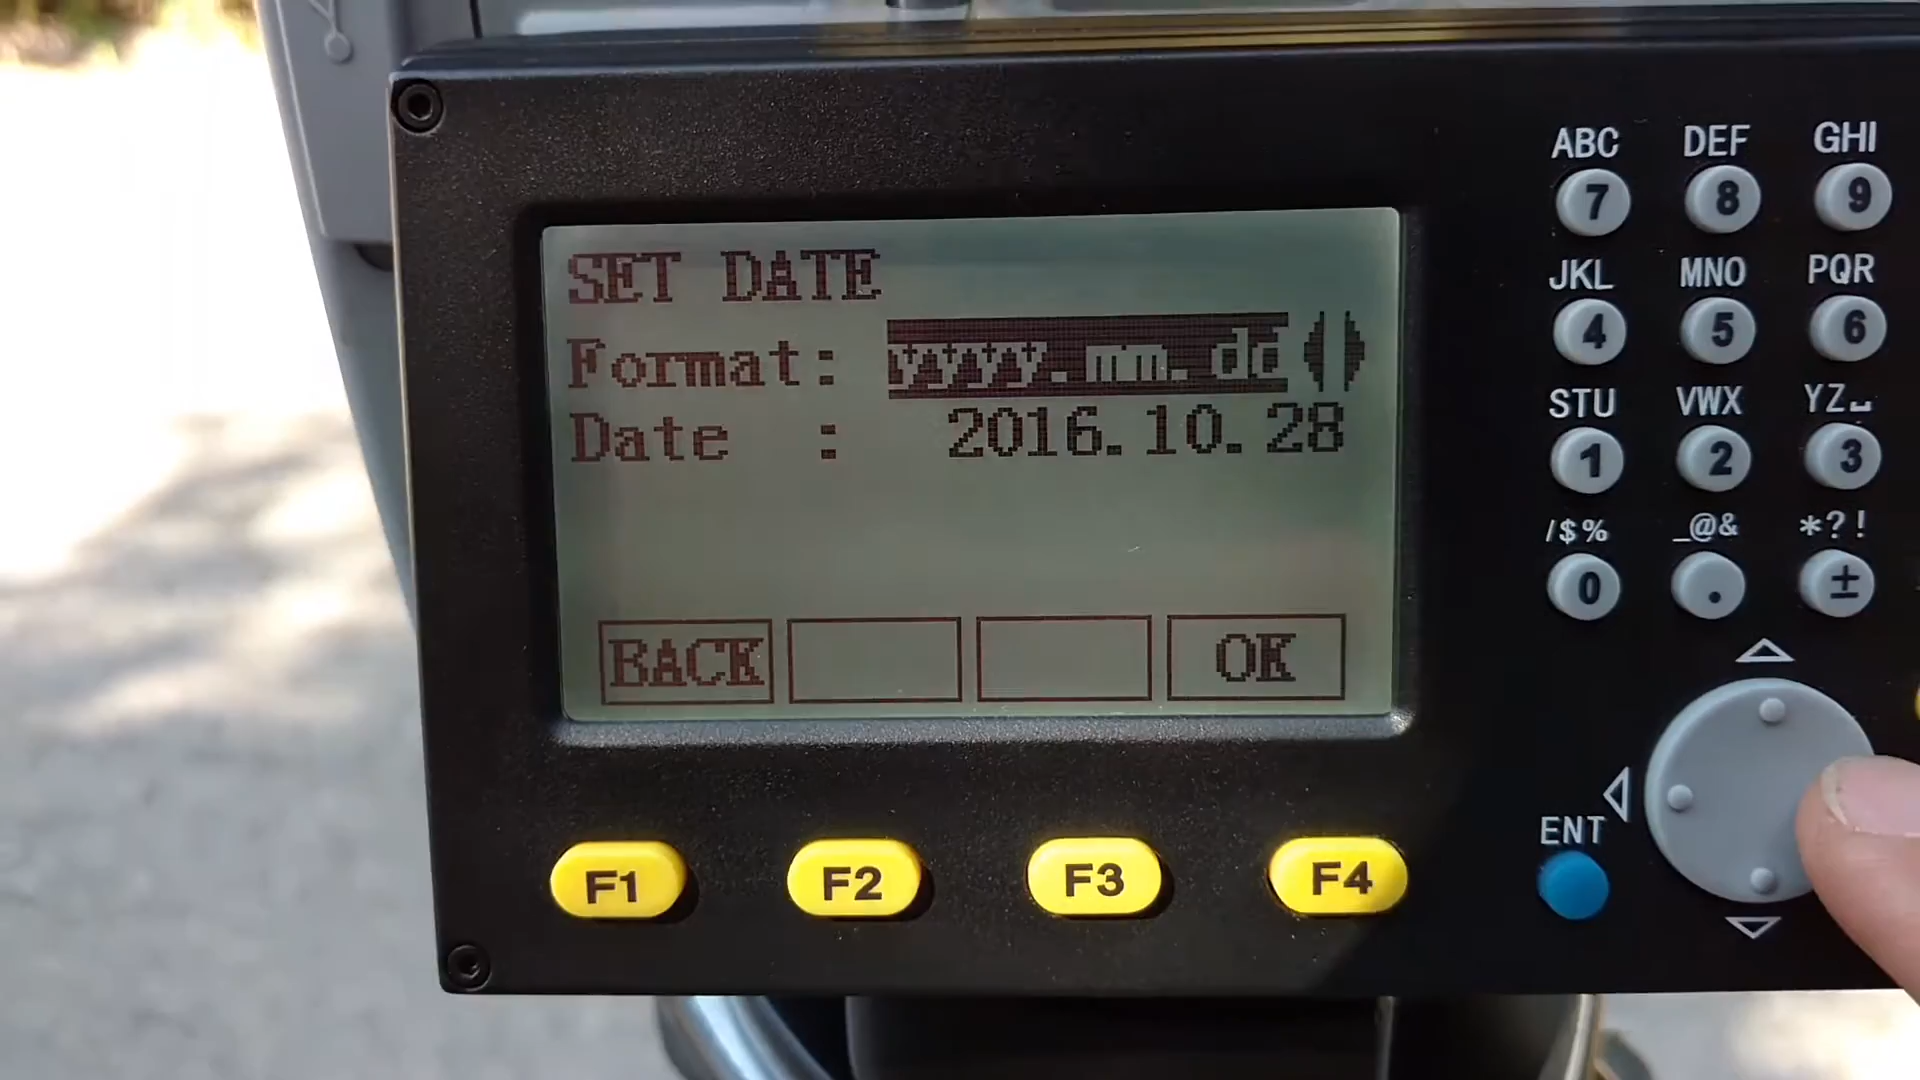 SET DATE
Format: yyyy.mm.dd
Date : 2016.10.28
BACK OK
F1 F2 F3 F4
ABC DEF GHI
7 8 9
JKL MNO PQR
4 5 6
STU VWX YZ␣
1 2 3
/$% _@& *?!
0 . ±
ENT